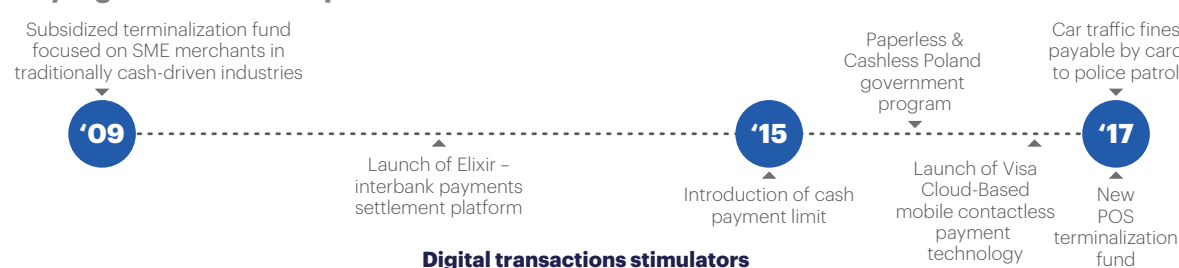 Subsidized terminalization fund
focused on SME merchants in
traditionally cash-driven industries
Paperless &
Cashless Poland
government
program
Car traffic fines
payable by card
to police patrol
‘09
‘15
‘17
Launch of Elixir –
interbank payments
settlement platform
Introduction of cash
payment limit
Launch of Visa
Cloud-Based
mobile contactless
payment
technology
New
POS
terminalization
fund
Digital transactions stimulators